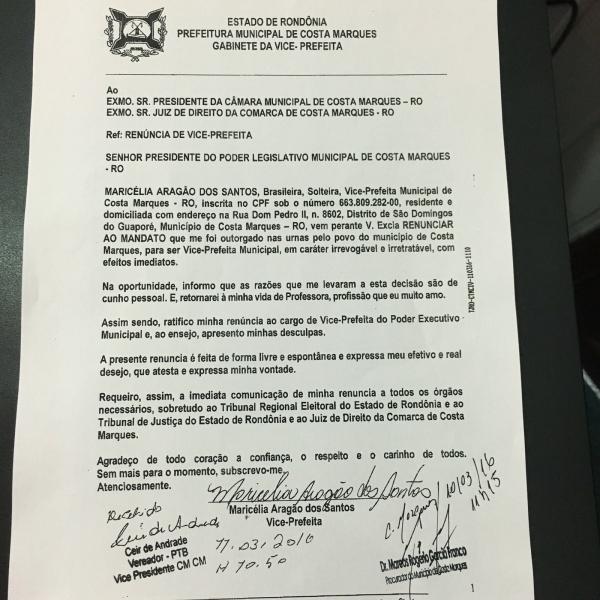 ESTADO DE RONDÔNIA
PREFEITURA MUNICIPAL DE COSTA MARQUES
GABINETE DA VICE- PREFEITA
Ao
EXMO. SR. PRESIDENTE DA CÂMARA MUNICIPAL DE COSTA MARQUES – RO
EXMO. SR. JUIZ DE DIREITO DA COMARCA DE COSTA MARQUES - RO
Ref: RENÚNCIA DE VICE-PREFEITA
SENHOR PRESIDENTE DO PODER LEGISLATIVO MUNICIPAL DE COSTA MARQUES
- RO
MARICÉLIA ARAGÃO DOS SANTOS, Brasileira, Solteira, Vice-Prefeita Municipal de
Costa Marques - RO, inscrita no CPF sob o número 663.809.282-00, residente e
domiciliada com endereço na Rua Dom Pedro II, n. 8602, Distrito de São Domingos
do Guaporé, Município de Costa Marques – RO, vem perante V. Excia RENUNCIAR
AO MANDATO que me foi outorgado nas urnas pelo povo do município de Costa
Marques, para ser Vice-Prefeita Municipal, em caráter irrevogável e irretratável, com
efeitos imediatos.
Na oportunidade, informo que as razões que me levaram a esta decisão são de
cunho pessoal. E, retornarei à minha vida de Professora, profissão que eu muito amo.
Assim sendo, ratifico minha renúncia ao cargo de Vice-Prefeita do Poder Executivo
Municipal e, ao ensejo, apresento minhas desculpas.
A presente renuncia é feita de forma livre e espontânea e expressa meu efetivo e real
desejo, que atesta e expressa minha vontade.
Requeiro, assim, a imediata comunicação de minha renuncia a todos os órgãos
necessários, sobretudo ao Tribunal Regional Eleitoral do Estado de Rondônia e ao
Tribunal de Justiça do Estado de Rondônia e ao Juiz de Direito da Comarca de Costa
Marques.
Agradeço de todo coração a confiança, o respeito e o carinho de todos.
Sem mais para o momento, subscrevo-me,
Atenciosamente.
Maricelia Aragão dos Santos
Maricélia Aragão dos Santos
Vice-Prefeita
Recebido
Ceir de Andrade
Ceir de Andrade
Vereador - PTB
Vice Presidente CM CM
11.03.2016
H 10.50
10/03/16
11h15
Procurador do Município de Costa Marques
1